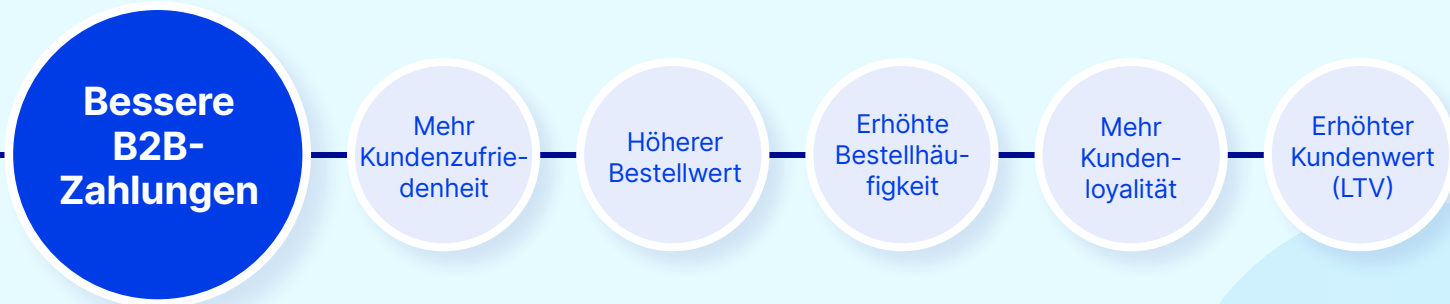 Bessere
B2B-
Zahlungen
Mehr
Kundenzufrie-
denheit
Höherer
Bestellwert
Erhöhte
Bestellhäu-
figkeit
Mehr
Kunden-
loyalität
Erhöhter
Kundenwert
(LTV)